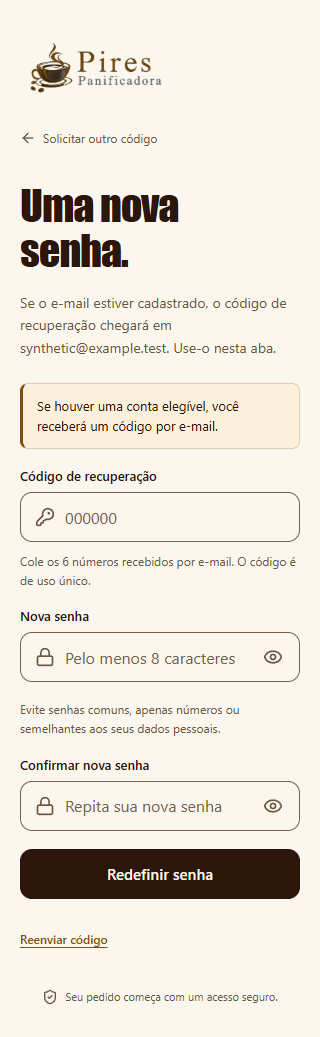 Pires
Panificadora
Solicitar outro código
Uma nova
senha.
Se o e-mail estiver cadastrado, o código de
recuperação chegará em
synthetic@example.test. Use-o nesta aba.
Se houver uma conta elegível, você
receberá um código por e-mail.
Código de recuperação
000000
Cole os 6 números recebidos por e-mail. O código é
de uso único.
Nova senha
Pelo menos 8 caracteres
Evite senhas comuns, apenas números ou
semelhantes aos seus dados pessoais.
Confirmar nova senha
Repita sua nova senha
Redefinir senha
Reenviar código
Seu pedido começa com um acesso seguro.